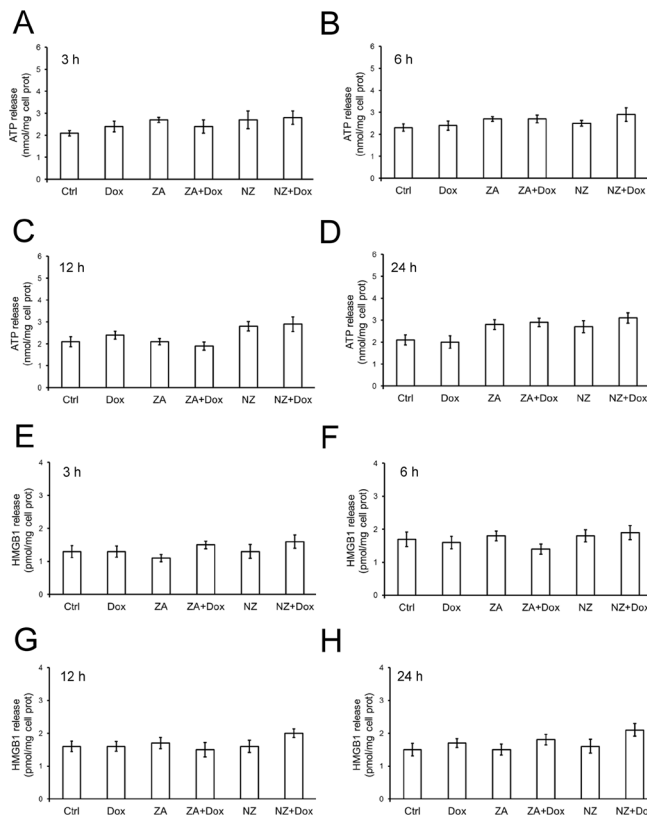 A
3 h
ATP release
(nmol/mg cell prot)
6
5
4
3
2
1
0
Ctrl Dox ZA ZA+Dox NZ NZ+Dox
B
6 h
ATP release
(nmol/mg cell prot)
6
5
4
3
2
1
0
Ctrl Dox ZA ZA+Dox NZ NZ+Dox
C
12 h
ATP release
(nmol/mg cell prot)
6
5
4
3
2
1
0
Ctrl Dox ZA ZA+Dox NZ NZ+Dox
D
24 h
ATP release
(nmol/mg cell prot)
6
5
4
3
2
1
0
Ctrl Dox ZA ZA+Dox NZ NZ+Dox
E
3 h
HMGB1 release
(pmol/mg cell prot)
4
3
2
1
0
Ctrl Dox ZA ZA+Dox NZ NZ+Dox
F
6 h
HMGB1 release
(pmol/mg cell prot)
4
3
2
1
0
Ctrl Dox ZA ZA+Dox NZ NZ+Dox
G
12 h
HMGB1 release
(pmol/mg cell prot)
4
3
2
1
0
Ctrl Dox ZA ZA+Dox NZ NZ+Dox
H
24 h
HMGB1 release
(pmol/mg cell prot)
4
3
2
1
0
Ctrl Dox ZA ZA+Dox NZ NZ+Dox